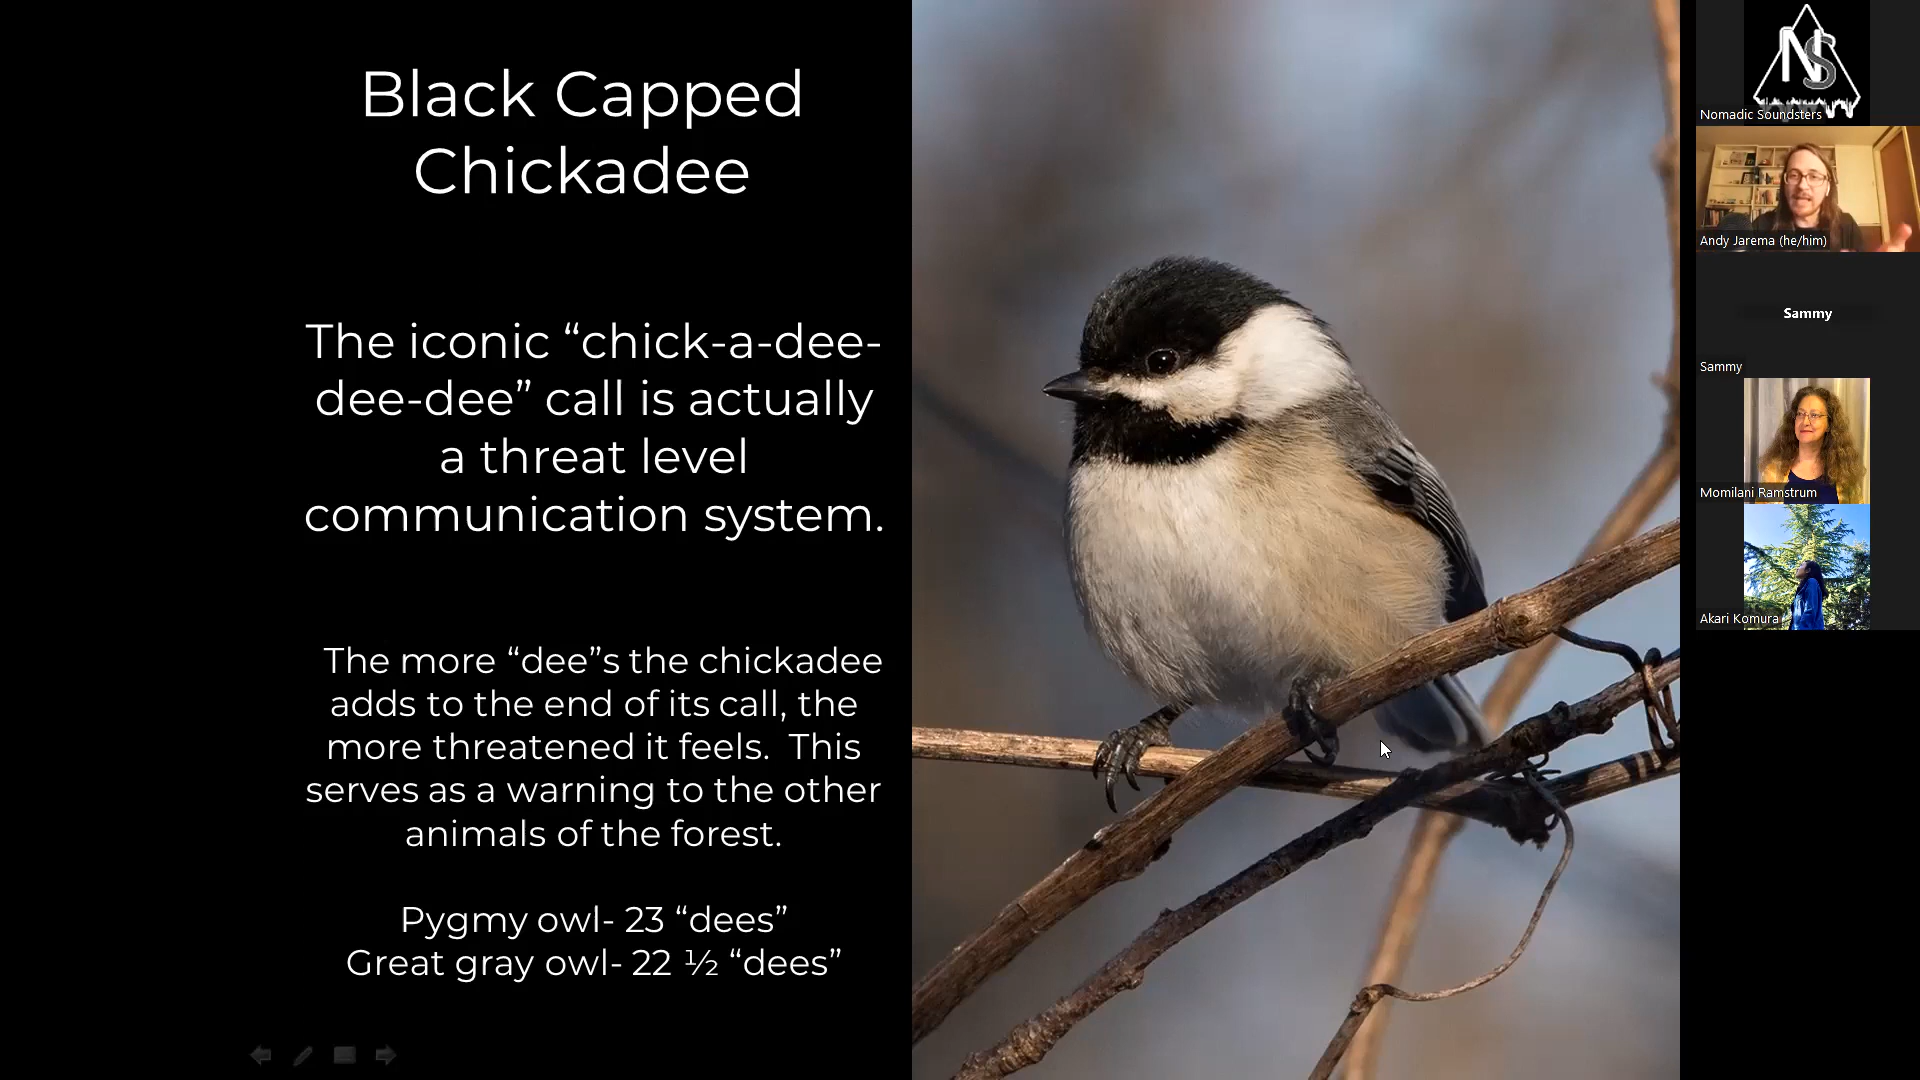 Black Capped
Chickadee
The iconic “chick-a-dee-
dee-dee” call is actually
a threat level
communication system.
The more “dee”s the chickadee
adds to the end of its call, the
more threatened it feels.  This
serves as a warning to the other
animals of the forest.
Pygmy owl- 23 “dees”
Great gray owl- 22 ½ “dees”
NS
Nomadic Soundsters
Andy Jarema (he/him)
Sammy
Sammy
Momilani Ramstrum
Akari Komura